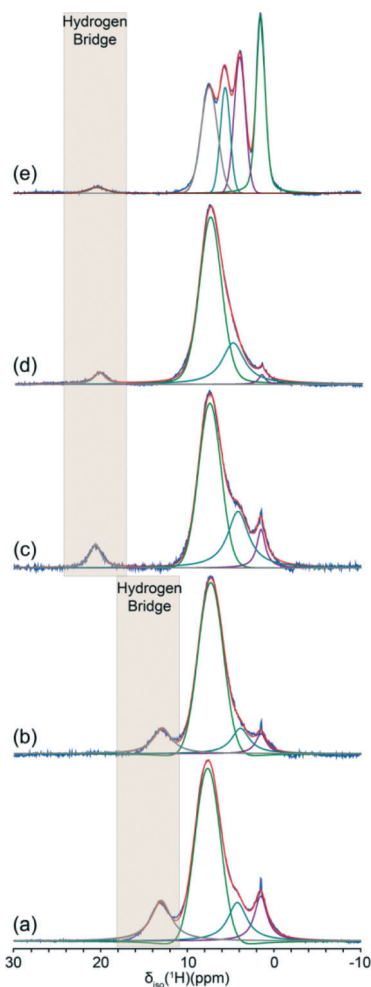 Hydrogen
Bridge
(e)
(d)
(c)
Hydrogen
Bridge
(b)
(a)
30 20 10 0 -10
δiso(¹H)(ppm)